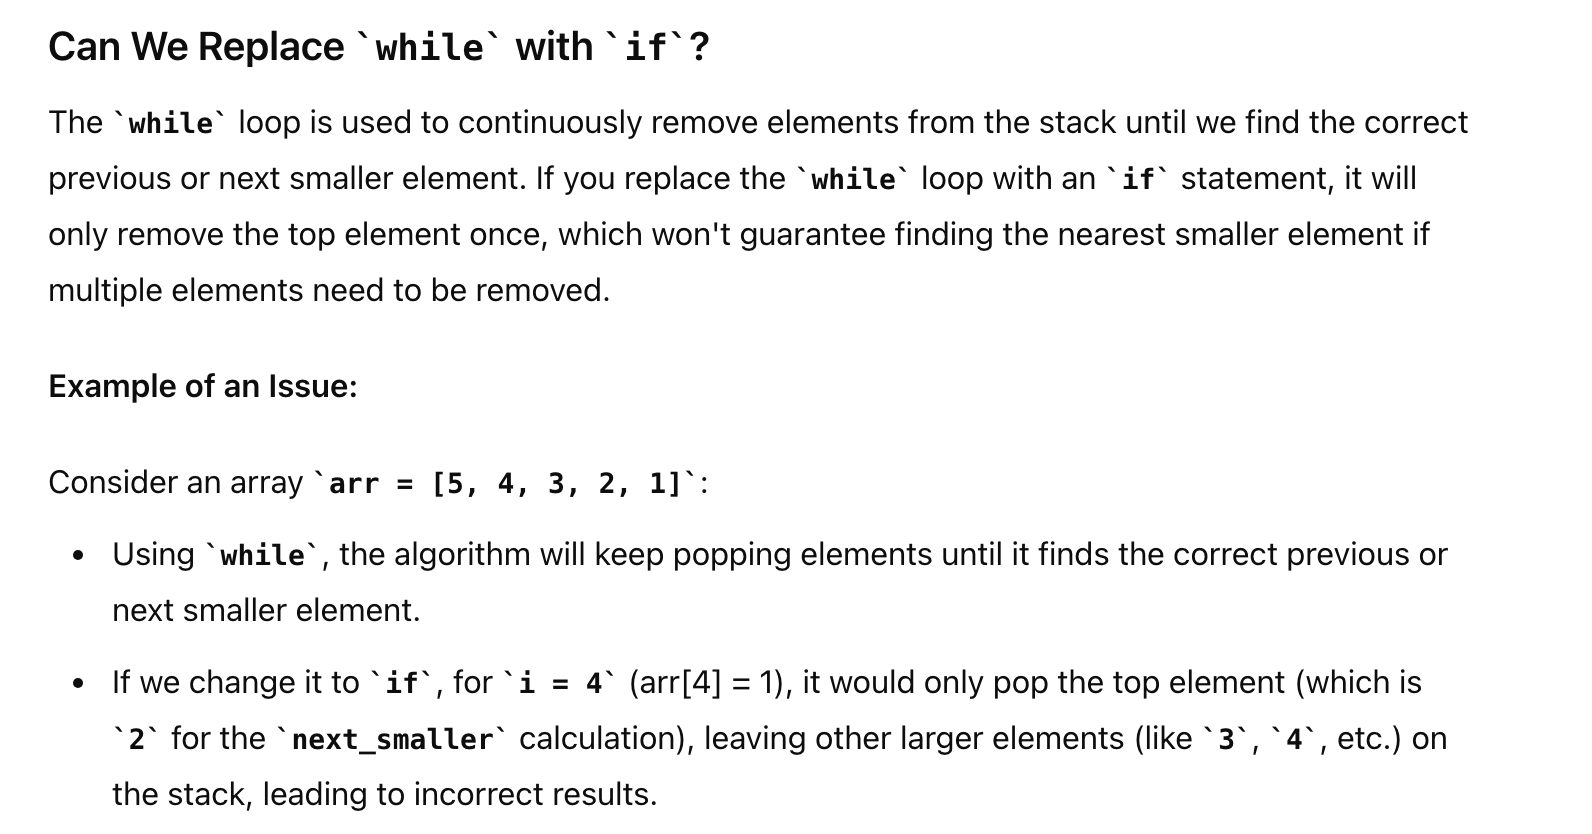 Can We Replace `while` with `if`?
The `while` loop is used to continuously remove elements from the stack until we find the correct
previous or next smaller element. If you replace the `while` loop with an `if` statement, it will
only remove the top element once, which won't guarantee finding the nearest smaller element if
multiple elements need to be removed.
Example of an Issue:
Consider an array `arr = [5, 4, 3, 2, 1]`:
• Using `while`, the algorithm will keep popping elements until it finds the correct previous or
next smaller element.
• If we change it to `if`, for `i = 4` (arr[4] = 1), it would only pop the top element (which is
`2` for the `next_smaller` calculation), leaving other larger elements (like `3`, `4`, etc.) on
the stack, leading to incorrect results.